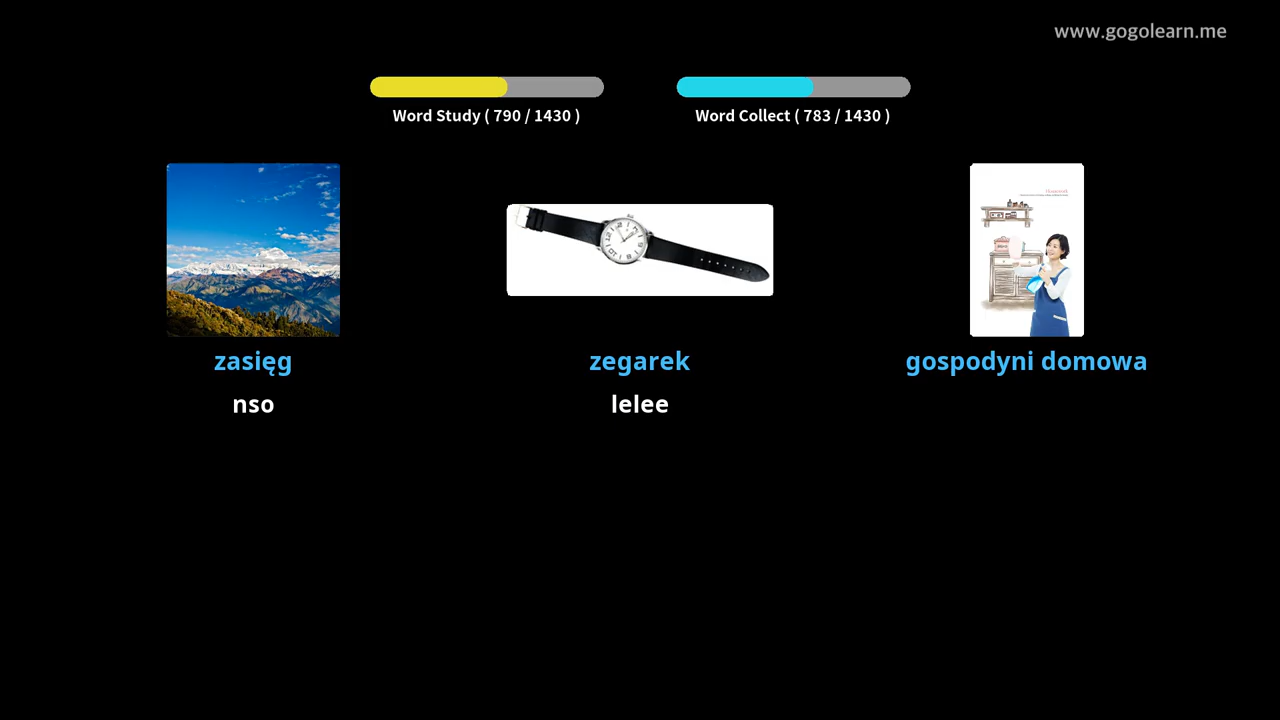 www.gogolearn.me
Word Study ( 790 / 1430 )
Word Collect ( 783 / 1430 )
zasięg
zegarek
gospodyni domowa
nso
lelee